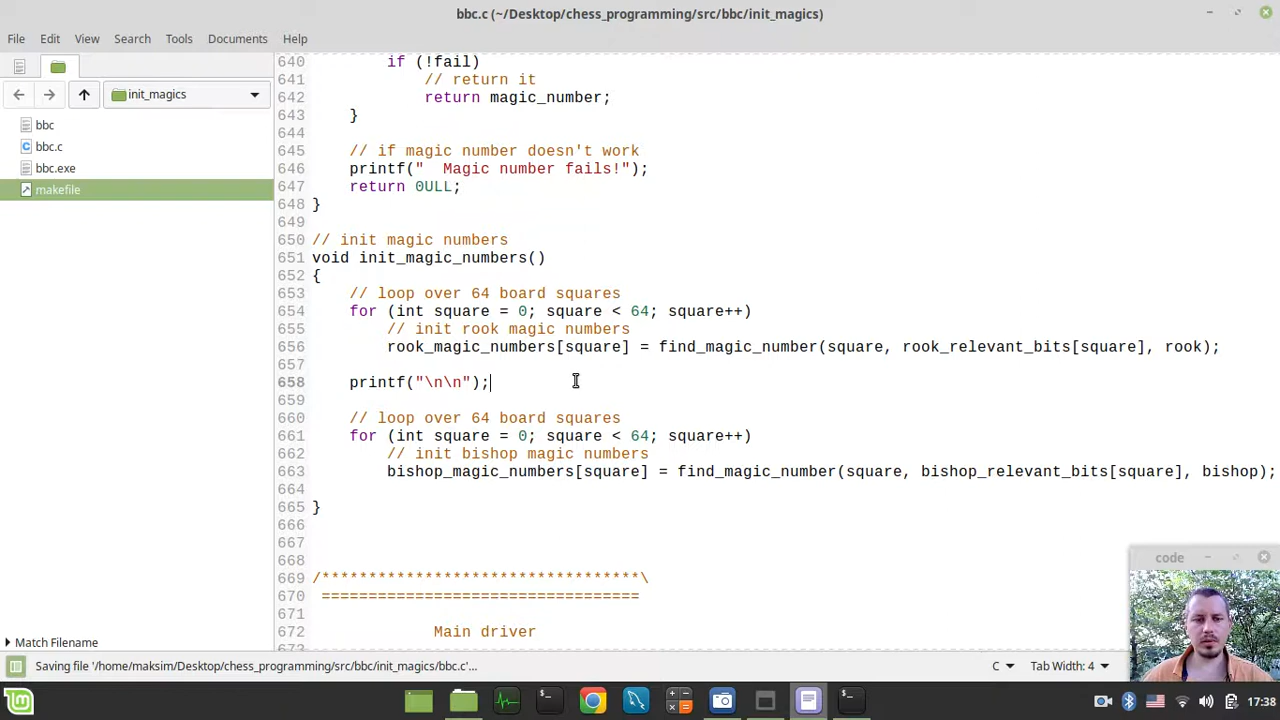 bbc.c (~/Desktop/chess_programming/src/bbc/init_magics)
File Edit View Search Tools Documents Help
init_magics
bbc
bbc.c
bbc.exe
makefile
Match Filename
640 if (!fail)
641 // return it
642 return magic_number;
643 }
644
645 // if magic number doesn't work
646 printf("  Magic number fails!");
647 return 0ULL;
648 }
649
650 // init magic numbers
651 void init_magic_numbers()
652 {
653 // loop over 64 board squares
654 for (int square = 0; square < 64; square++)
655 // init rook magic numbers
656 rook_magic_numbers[square] = find_magic_number(square, rook_relevant_bits[square], rook);
657
658 printf("\n\n");
659
660 // loop over 64 board squares
661 for (int square = 0; square < 64; square++)
662 // init bishop magic numbers
663 bishop_magic_numbers[square] = find_magic_number(square, bishop_relevant_bits[square], bishop);
664
665 }
666
667
668
669 /**********************************\
670 ==================================
671
672 Main driver
code
Saving file '/home/maksim/Desktop/chess_programming/src/bbc/init_magics/bbc.c'...
C Tab Width: 4
17:38